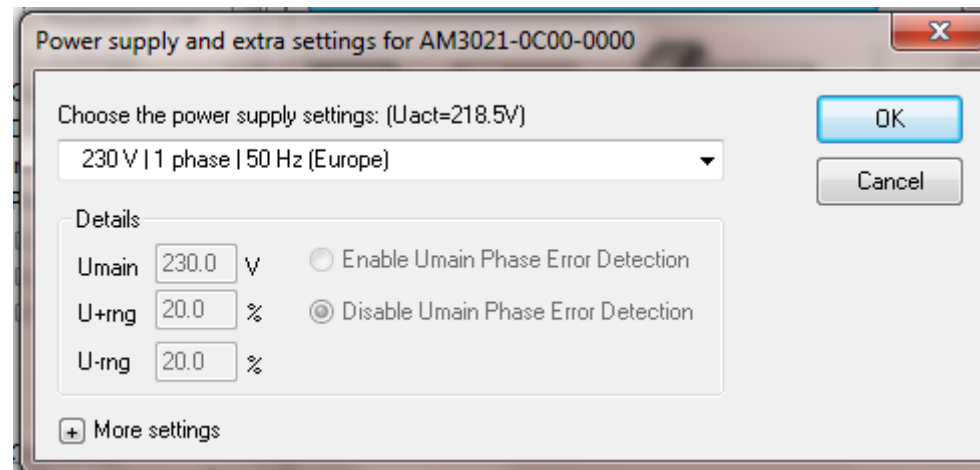 Power supply and extra settings for AM3021-0C00-0000
x
Choose the power supply settings: (Uact=218.5V)
230 V | 1 phase | 50 Hz (Europe)
OK
Cancel
Details
Umain 230.0 V
Enable Umain Phase Error Detection
U+rng 20.0 %
Disable Umain Phase Error Detection
U-rng 20.0 %
+ More settings